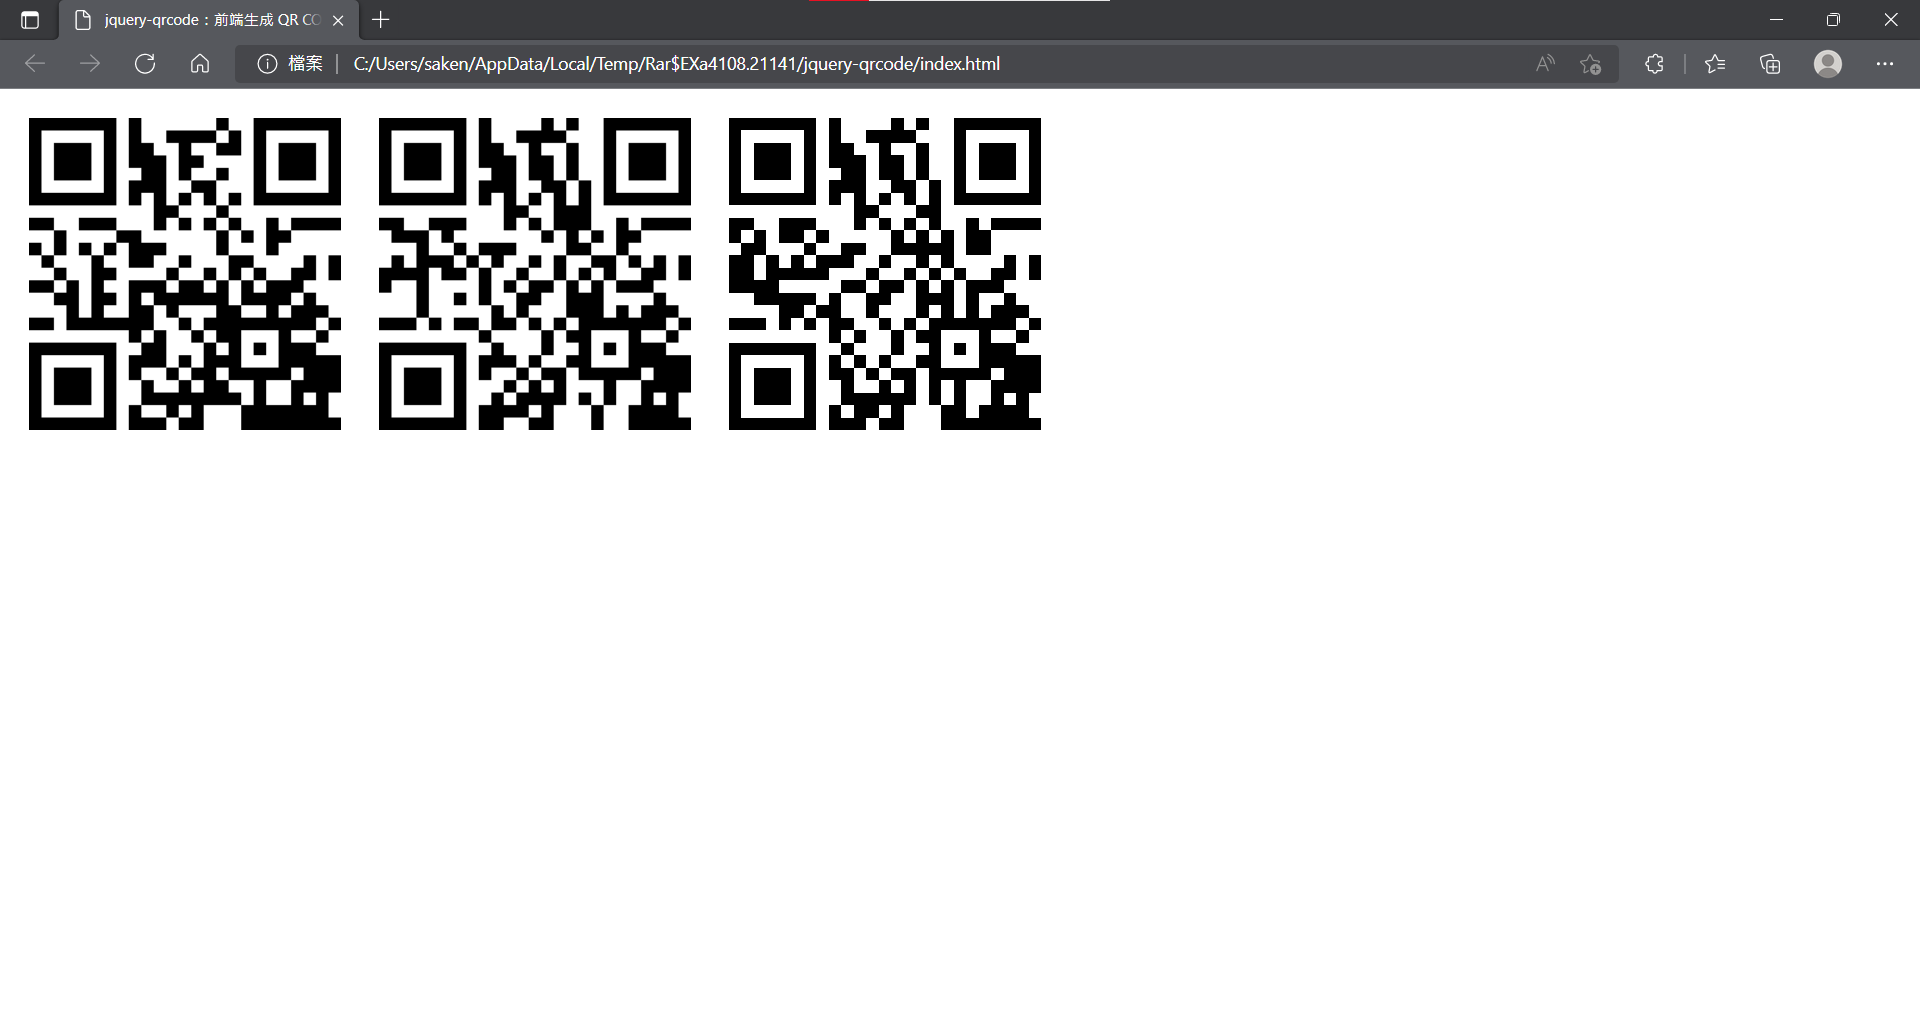 jquery-qrcode：前端生成 QR CO
檔案
C:/Users/saken/AppData/Local/Temp/Rar$EXa4108.21141/jquery-qrcode/index.html